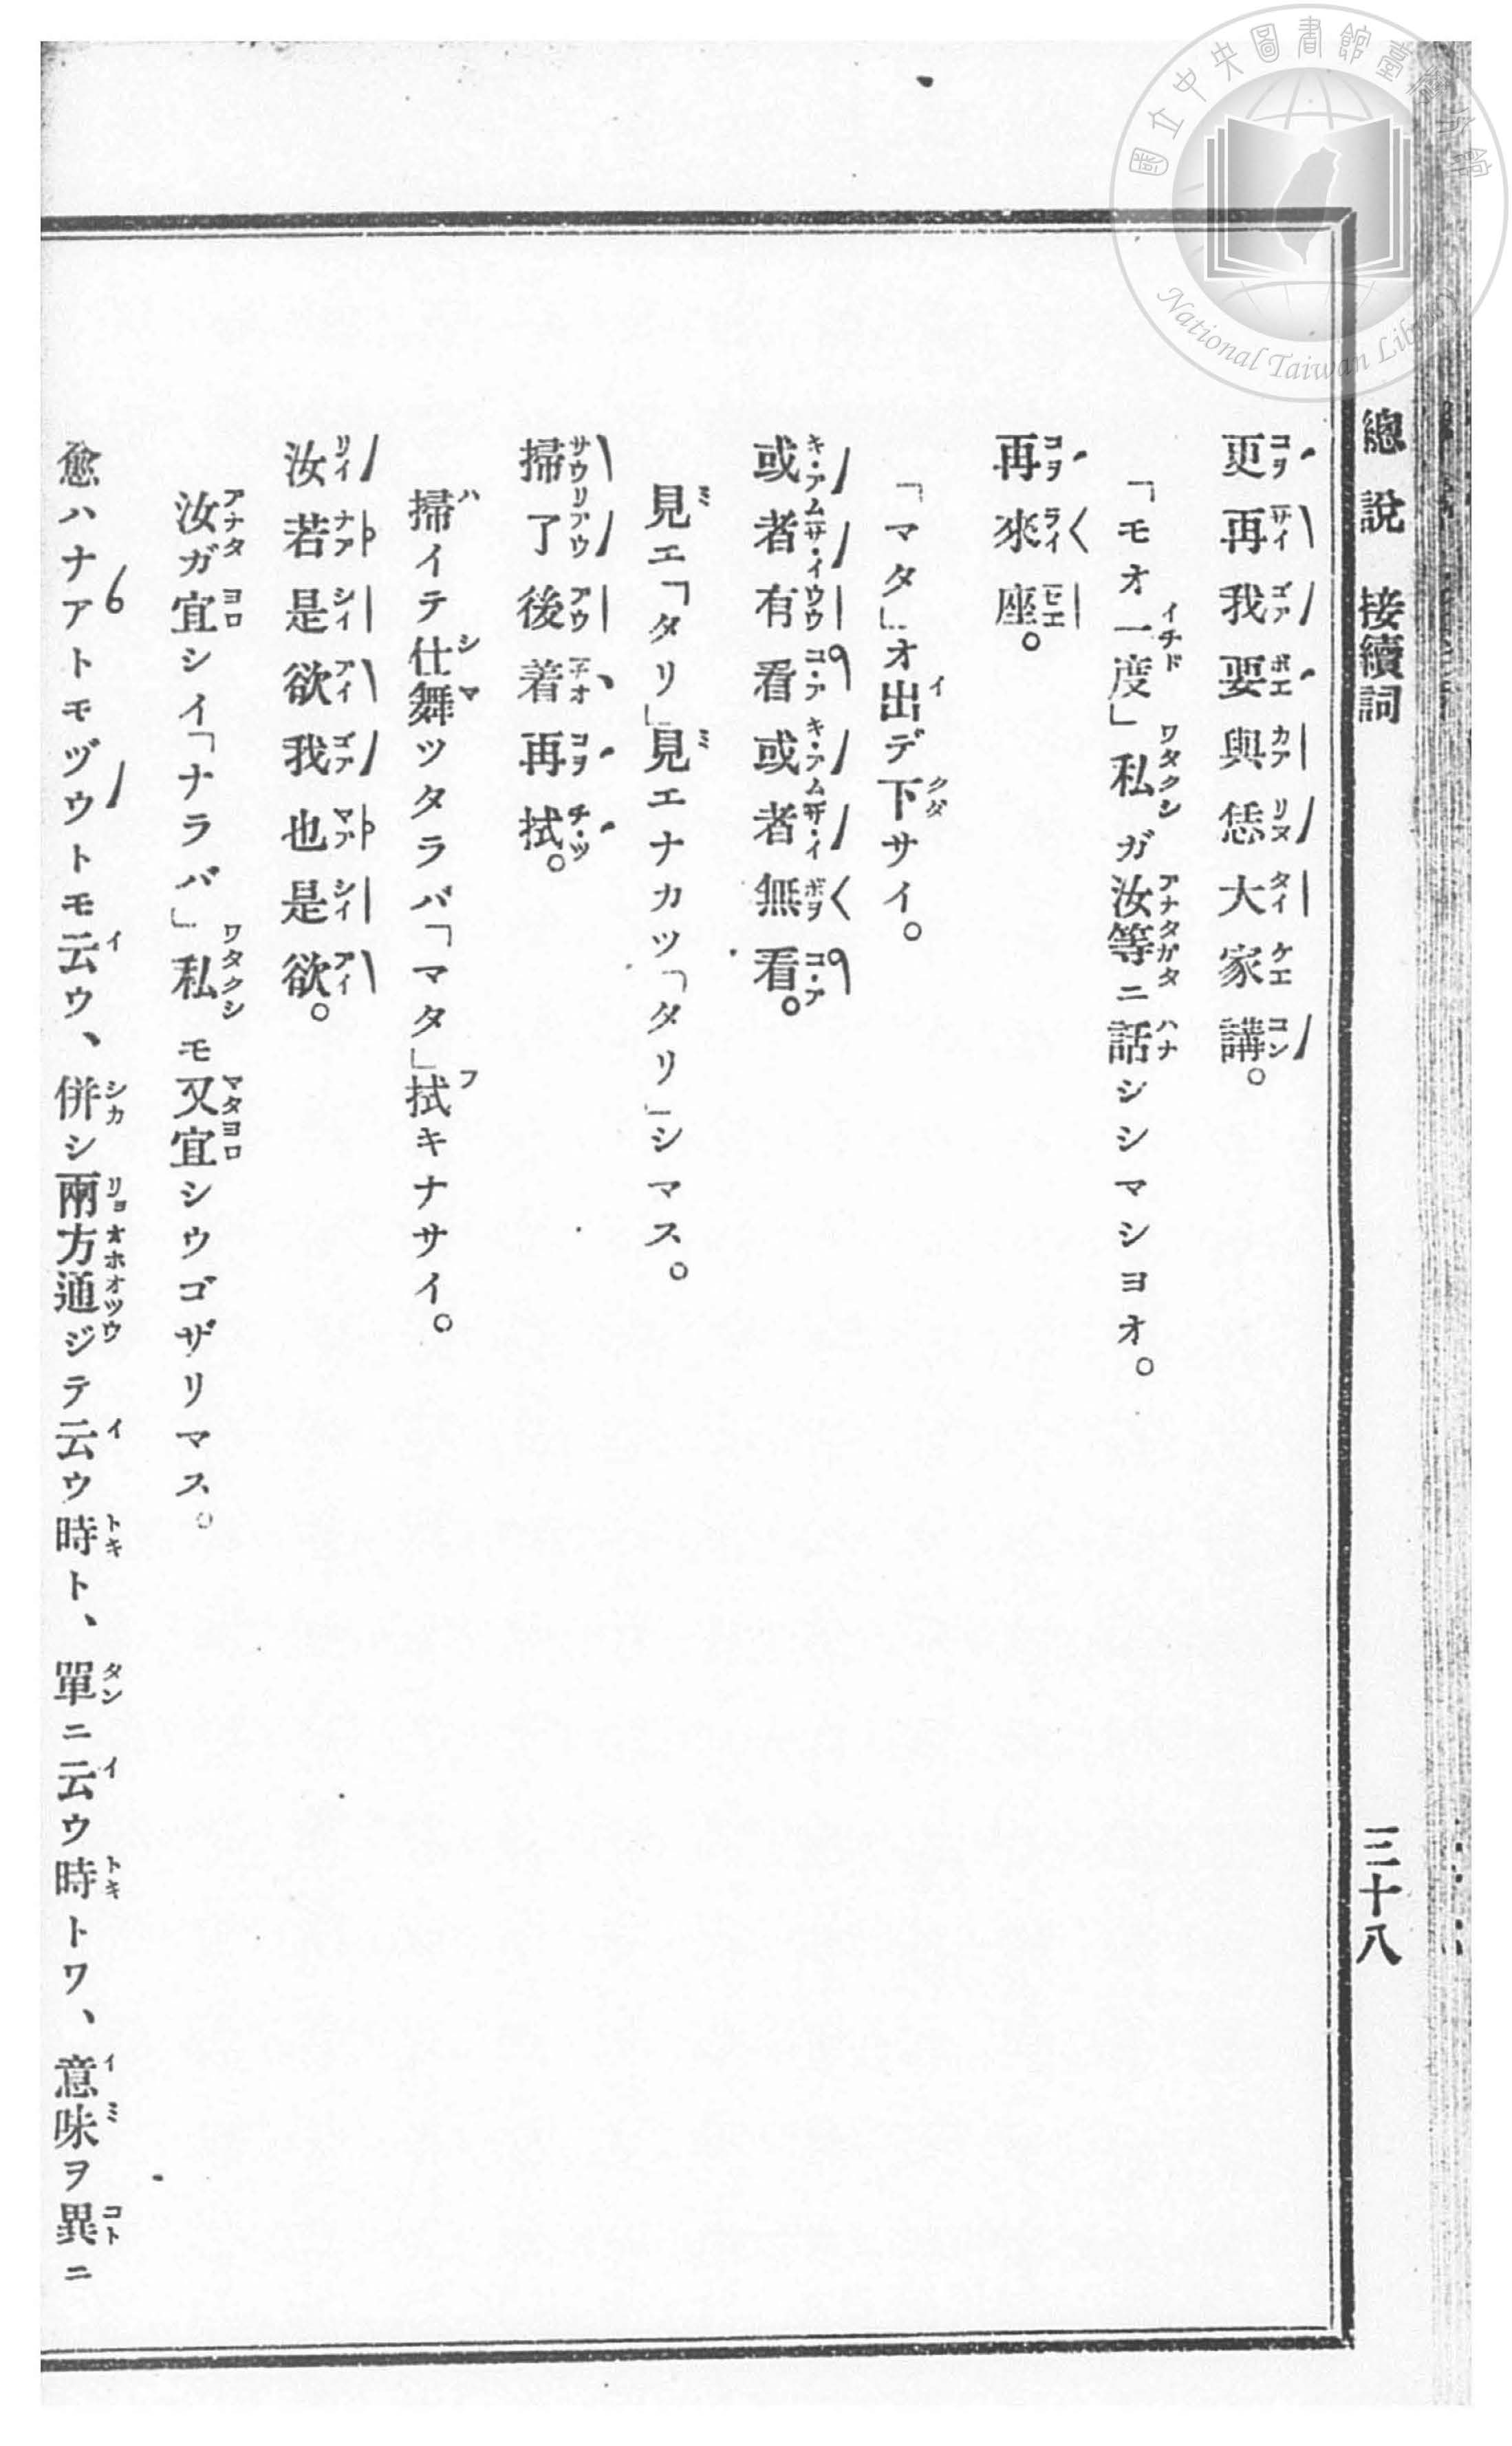 國立中央圖書館臺灣分館
National Taiwan Library
總說 接續詞 三十八
更再我要與恁大家講。
「モオ一度」私ガ汝等ニ話シシマシヨオ。
再來座。
「マタ」オ出デ下サイ。
或者有看或者無看。
見エ「タリ」見エナカツ「タリ」シマス。
掃了後着再拭。
掃イテ仕舞ツタラバ「マタ」拭キナサイ。
汝若是欲我也是欲。
汝ガ宜シイ「ナラバ」私モ又宜シウゴザリマス。
愈ハナアトモヅウトモ云ウ、併シ兩方通ジテ云ウ時ト、單ニ云ウ時トワ、意味ヲ異ニ